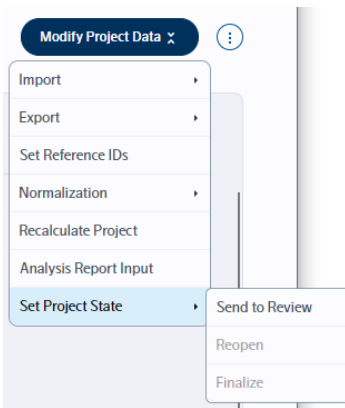 Modify Project Data
Import
Export
Set Reference IDs
Normalization
Recalculate Project
Analysis Report Input
Set Project State
Send to Review
Reopen
Finalize